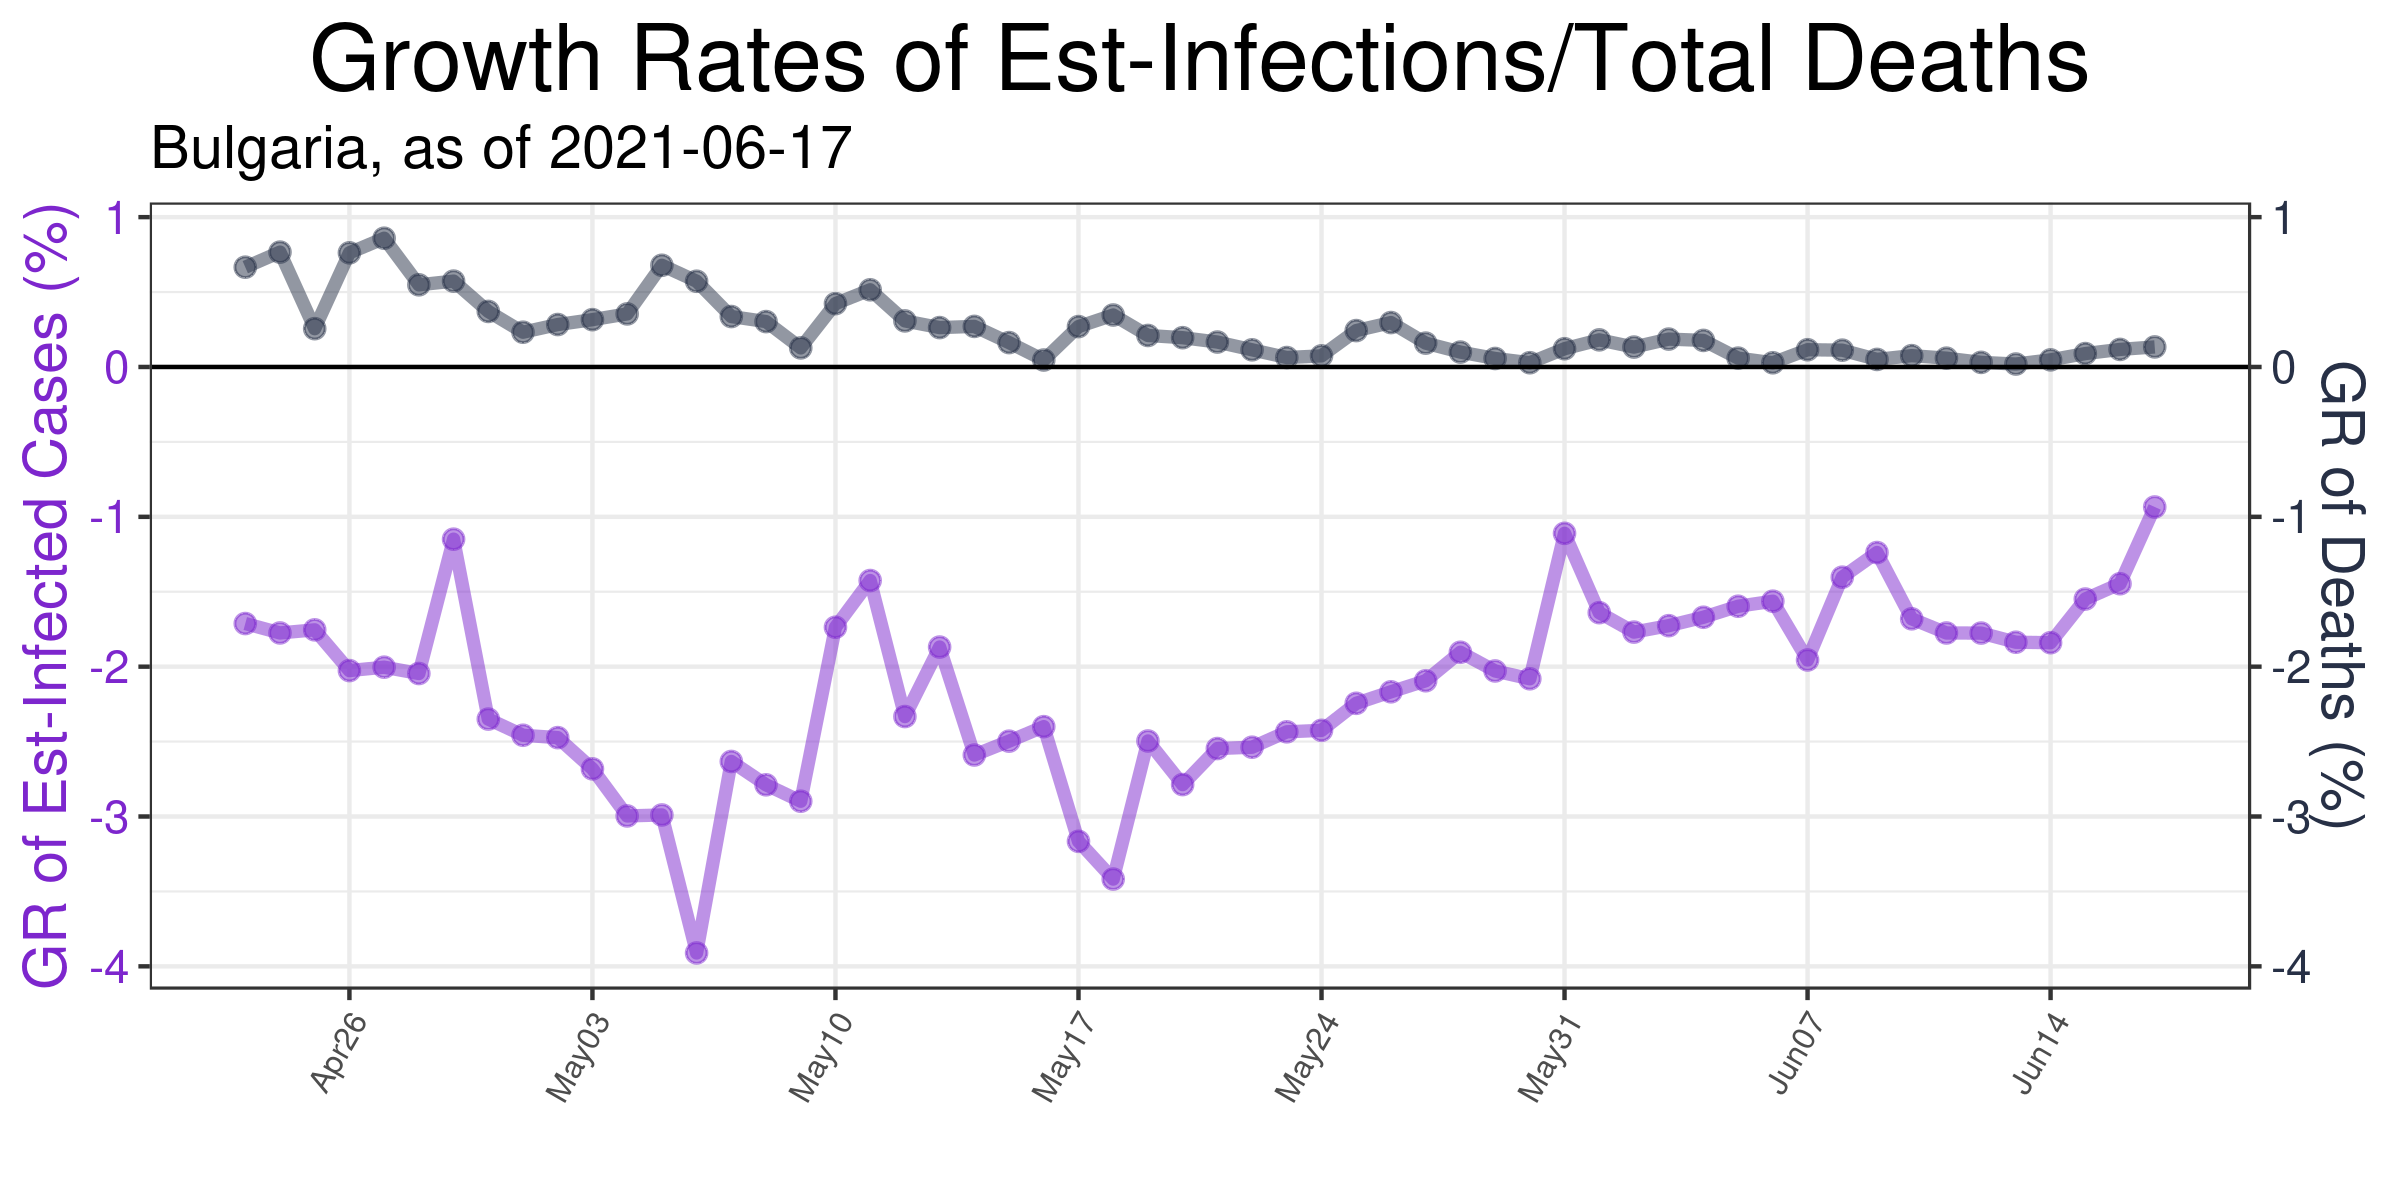 Growth Rates of Est-Infections/Total Deaths
Bulgaria, as of 2021-06-17
GR of Est-Infected Cases (%)
1
0
-1
-2
-3
-4
1
0
-1
-2
-3
-4
GR of Deaths (%)
Apr26
May03
May10
May17
May24
May31
Jun07
Jun14